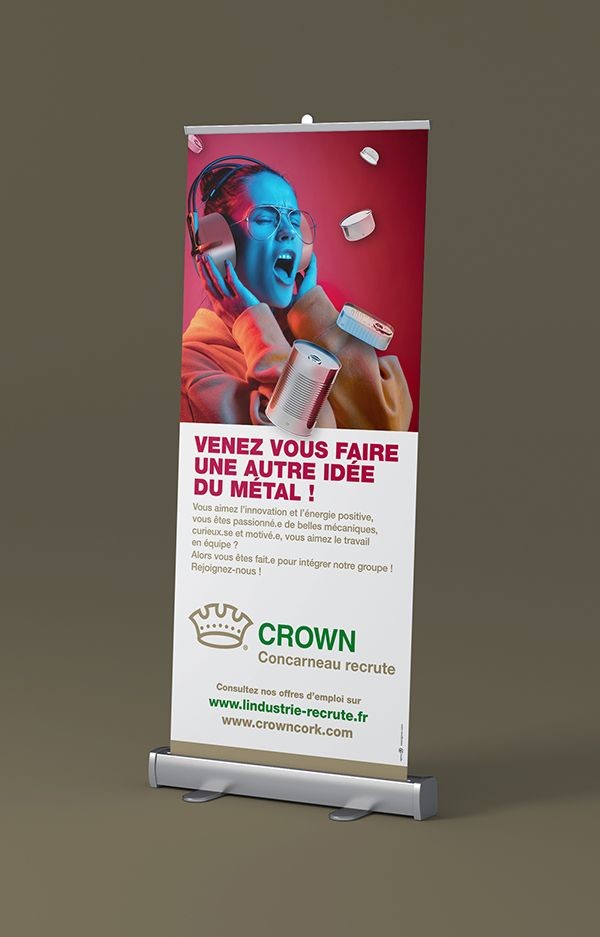 VENEZ VOUS FAIRE
UNE AUTRE IDÉE
DU MÉTAL !
Vous aimez l'innovation et l'énergie positive,
vous êtes passionné.e de belles mécaniques,
curieux.se et motivé.e, vous aimez le travail
en équipe ?
Alors vous êtes fait.e pour intégrer notre groupe !
Rejoignez-nous !
®
CROWN
Concarneau recrute
Consultez nos offres d'emploi sur
www.lindustrie-recrute.fr
www.crowncork.com